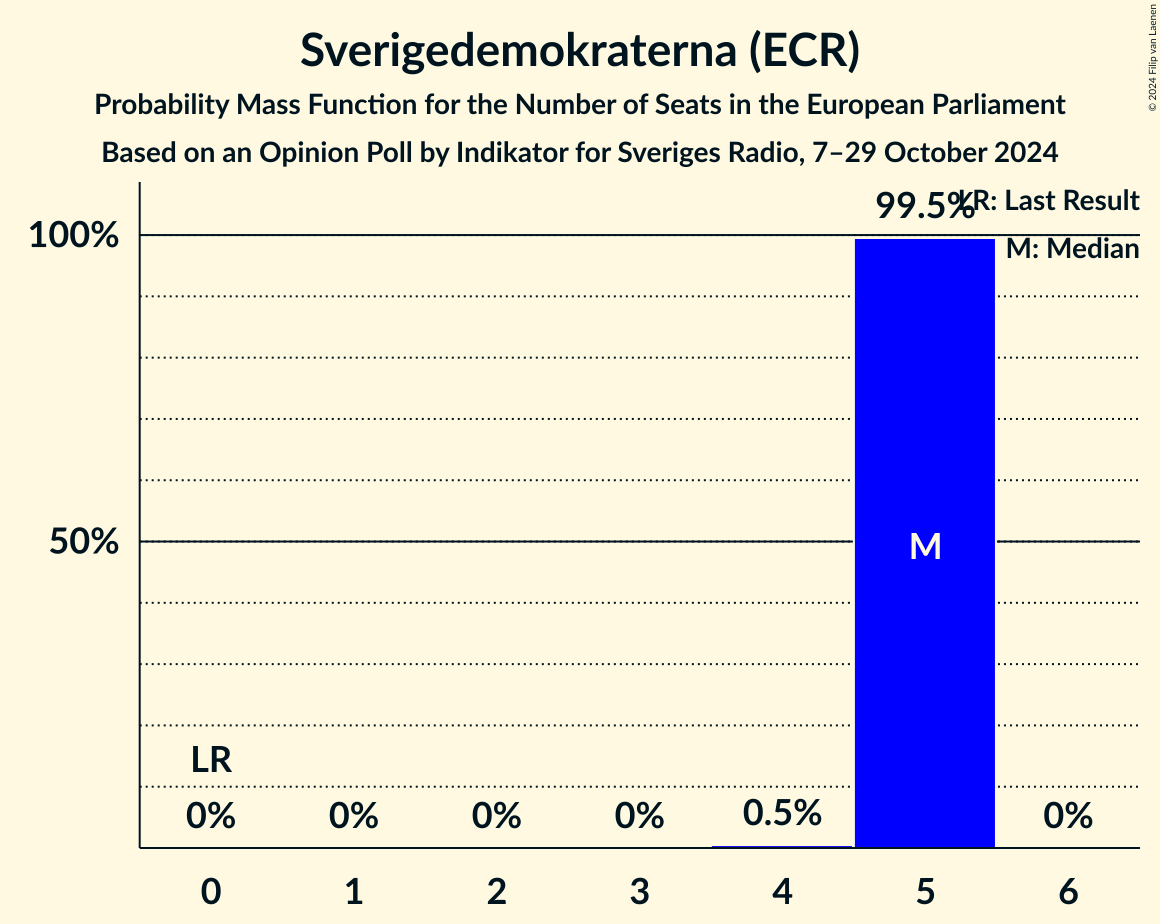 Sverigedemokraterna (ECR)
Probability Mass Function for the Number of Seats in the European Parliament
Based on an Opinion Poll by Indikator for Sveriges Radio, 7–29 October 2024
© 2024 Filip van Laenen
99.5%
LR: Last Result
M: Median
100%
50%
M
LR
0% 0% 0% 0% 0.5% 0%
0 1 2 3 4 5 6